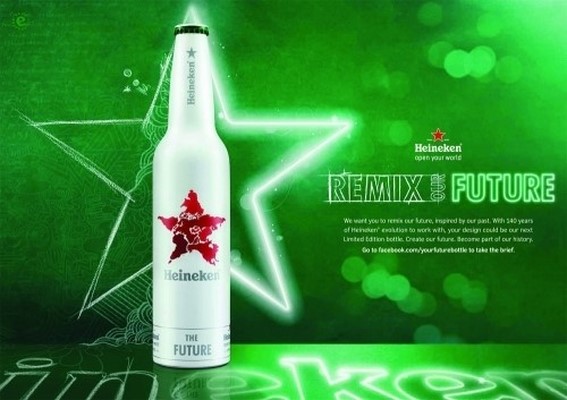 Heineken
Heineken
open your world
REMIX OUR FUTURE
We want you to remix our future, inspired by our past. With 140 years
of Heineken® evolution to work with, your design could be our next
Limited Edition bottle. Create our future. Become part of our history.
Go to facebook.com/yourfuturebottle to take the brief.
Heineken
THE
FUTURE